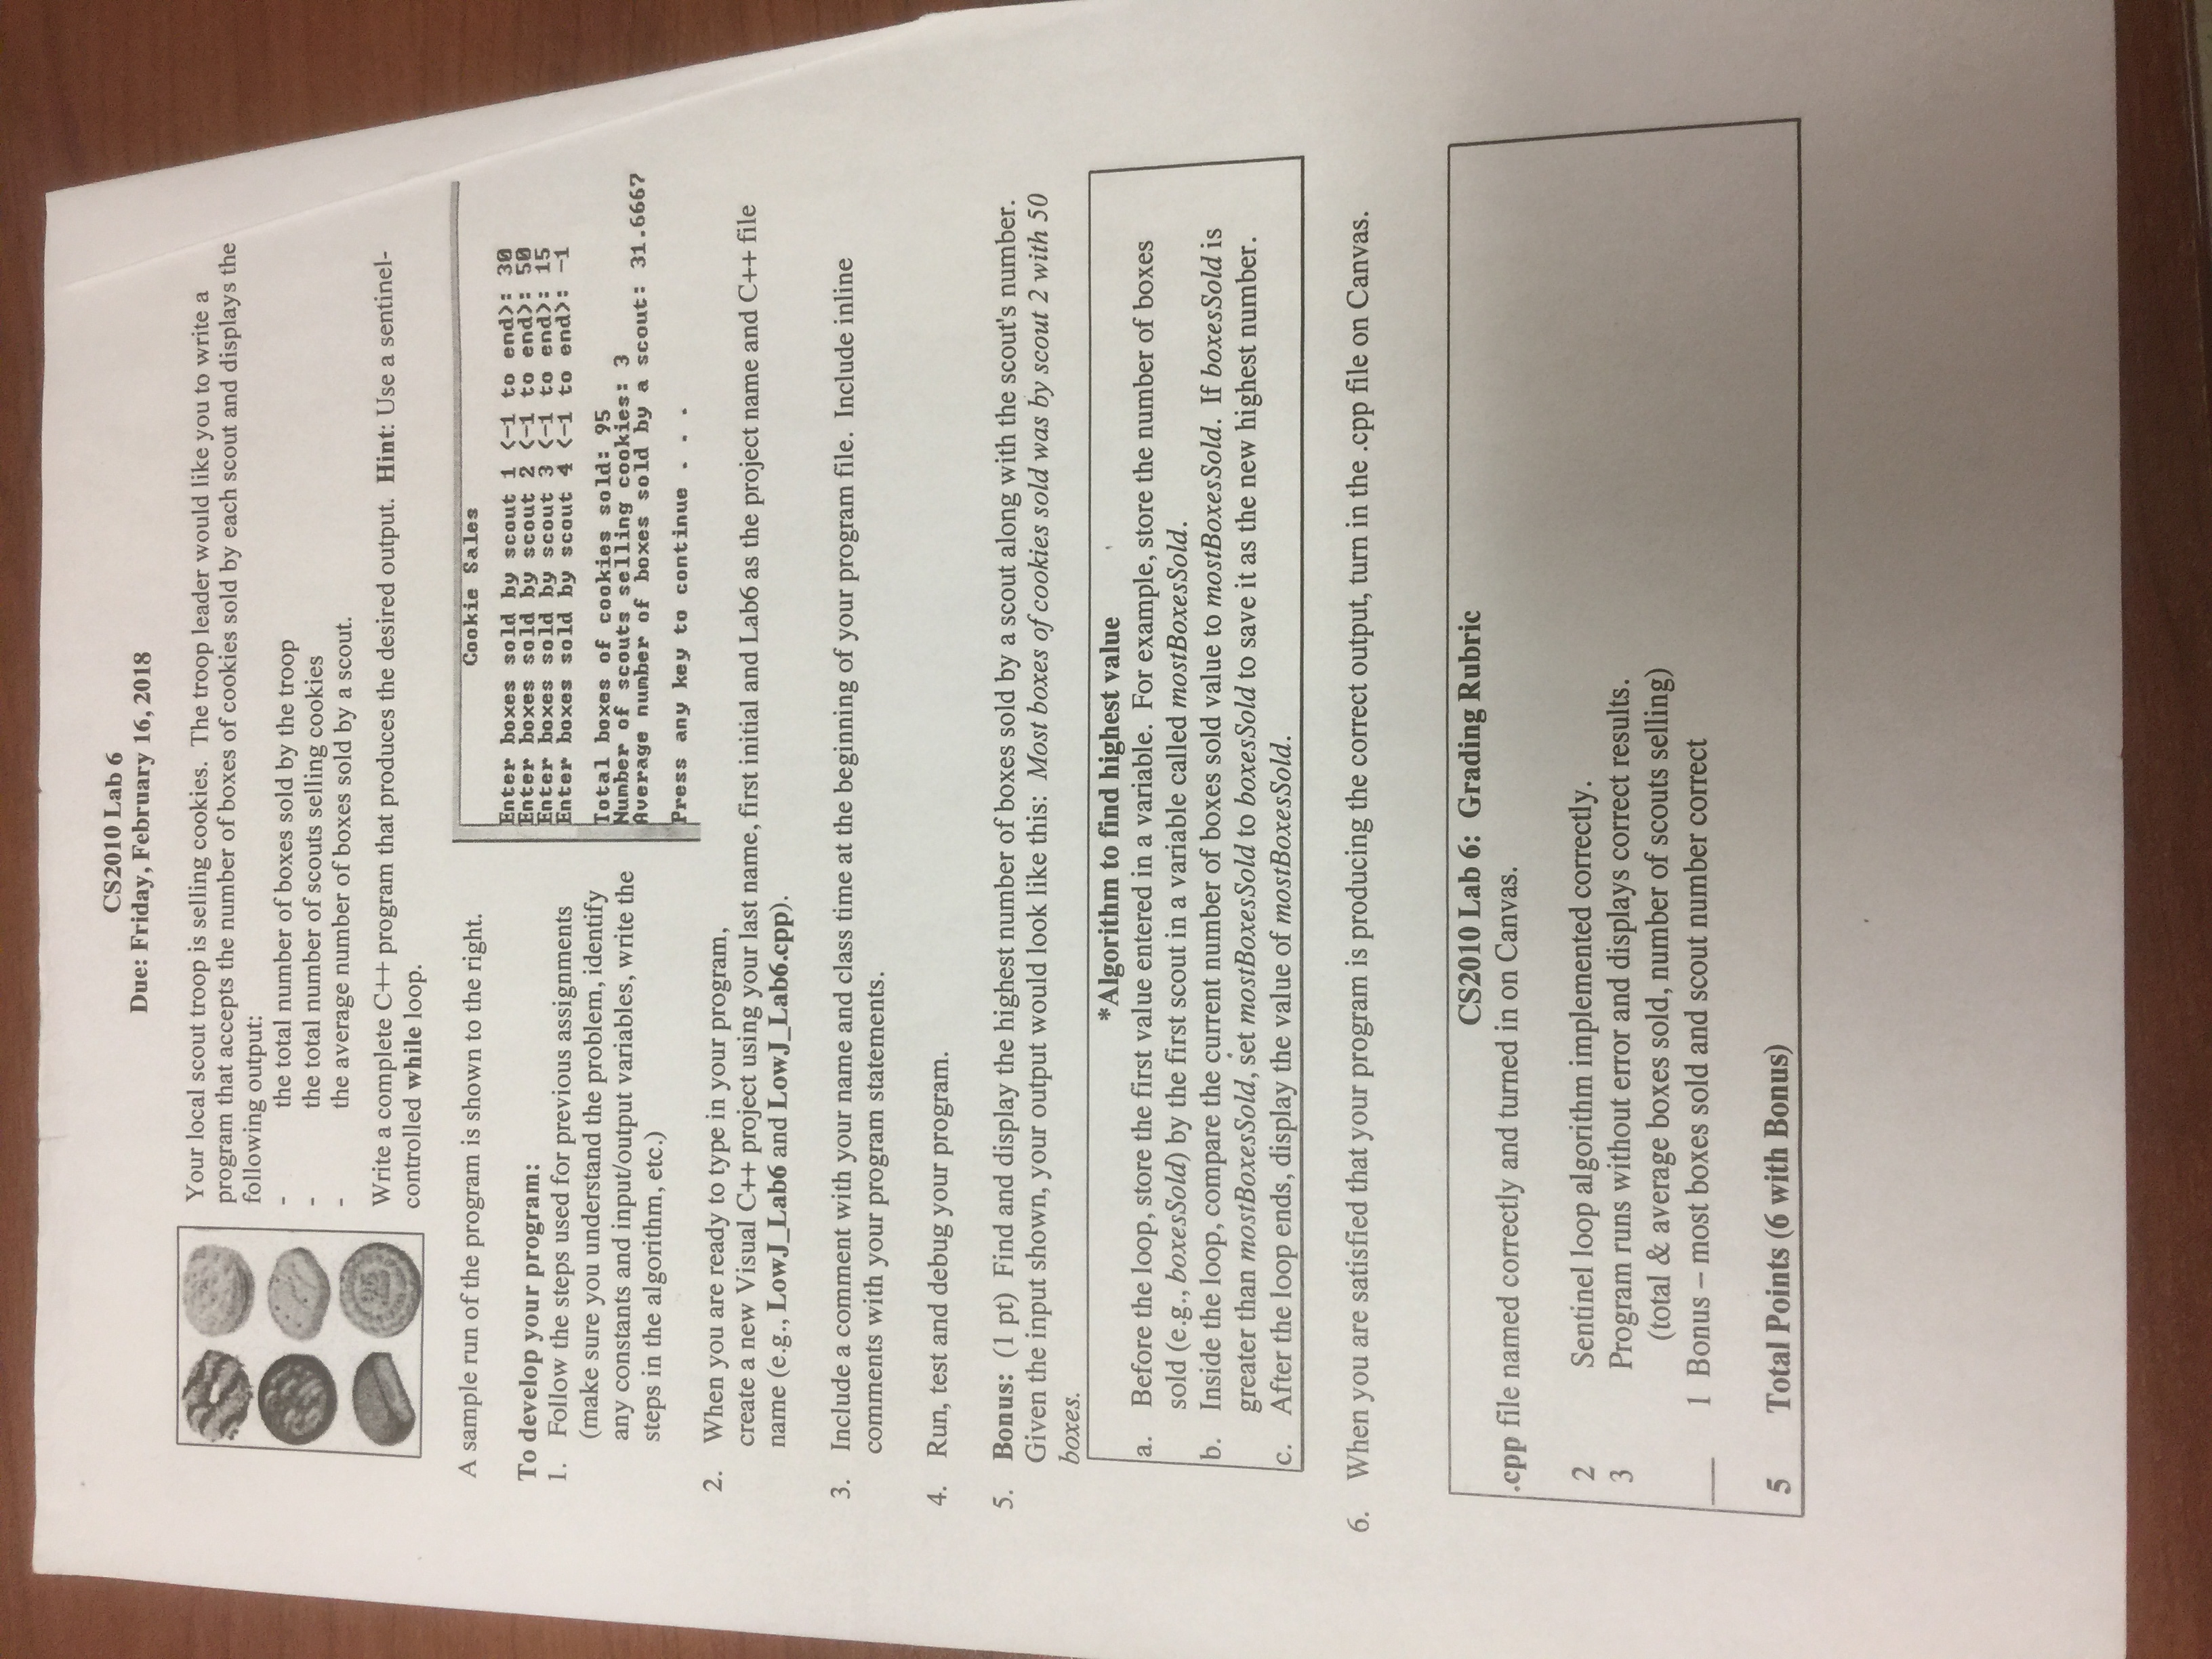 CS2010 Lab 6
Due: Friday, February 16, 2018
Your local scout troop is selling cookies. The troop leader would like you to write a
program that accepts the number of boxes of cookies sold by each scout and displays the
following output:
- the total number of boxes sold by the troop
- the total number of scouts selling cookies
- the average number of boxes sold by a scout.
Write a complete C++ program that produces the desired output. Hint: Use a sentinel-
controlled while loop.
A sample run of the program is shown to the right.
To develop your program:
1. Follow the steps used for previous assignments
(make sure you understand the problem, identify
any constants and input/output variables, write the
steps in the algorithm, etc.)
Cookie Sales
Enter boxes sold by scout 1 <-1 to end>: 30
Enter boxes sold by scout 2 <-1 to end>: 50
Enter boxes sold by scout 3 <-1 to end>: 15
Enter boxes sold by scout 4 <-1 to end>: -1
Total boxes of cookies sold: 95
Number of scouts selling cookies: 3
Average number of boxes sold by a scout: 31.6667
Press any key to continue . . .
2. When you are ready to type in your program,
create a new Visual C++ project using your last name, first initial and Lab6 as the project name and C++ file
name (e.g., LowJ_Lab6 and LowJ_Lab6.cpp).
3. Include a comment with your name and class time at the beginning of your program file. Include inline
comments with your program statements.
4. Run, test and debug your program.
5. Bonus: (1 pt) Find and display the highest number of boxes sold by a scout along with the scout's number.
Given the input shown, your output would look like this: Most boxes of cookies sold was by scout 2 with 50
boxes.
*Algorithm to find highest value
a. Before the loop, store the first value entered in a variable. For example, store the number of boxes
sold (e.g., boxesSold) by the first scout in a variable called mostBoxesSold.
b. Inside the loop, compare the current number of boxes sold value to mostBoxesSold. If boxesSold is
greater than mostBoxesSold, set mostBoxesSold to boxesSold to save it as the new highest number.
c. After the loop ends, display the value of mostBoxesSold.
6. When you are satisfied that your program is producing the correct output, turn in the .cpp file on Canvas.
CS2010 Lab 6: Grading Rubric
.cpp file named correctly and turned in on Canvas.
2 Sentinel loop algorithm implemented correctly.
3 Program runs without error and displays correct results.
(total & average boxes sold, number of scouts selling)
___ 1 Bonus – most boxes sold and scout number correct
5 Total Points (6 with Bonus)